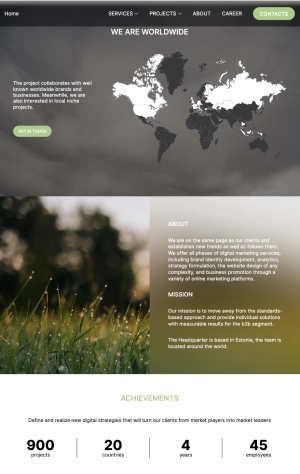 Home
SERVICES
PROJECTS
ABOUT
CAREER
CONTACTS
WE ARE WORLDWIDE
The project collaborates with well
known worldwide brands and
businesses. Meanwhile, we are
also interested in local niche
projects.
GET IN TOUCH
ABOUT
We are on the same page as our clients and
establishes new trends as well as follows them.
We offer all phases of digital marketing services,
including brand identity development, analytics,
strategy formulation, the website design of any
complexity, and business promotion through a
variety of online marketing platforms.
MISSION
Our mission is to move away from the standards-
based approach and provide individual solutions
with measurable results for the b2b segment.
The Headquarter is based in Estonia, the team is
located around the world.
ACHIEVEMENTS
Define and realize new digital strategies that will turn our clients from market players into market leaders
900
projects
20
countries
4
years
45
employees